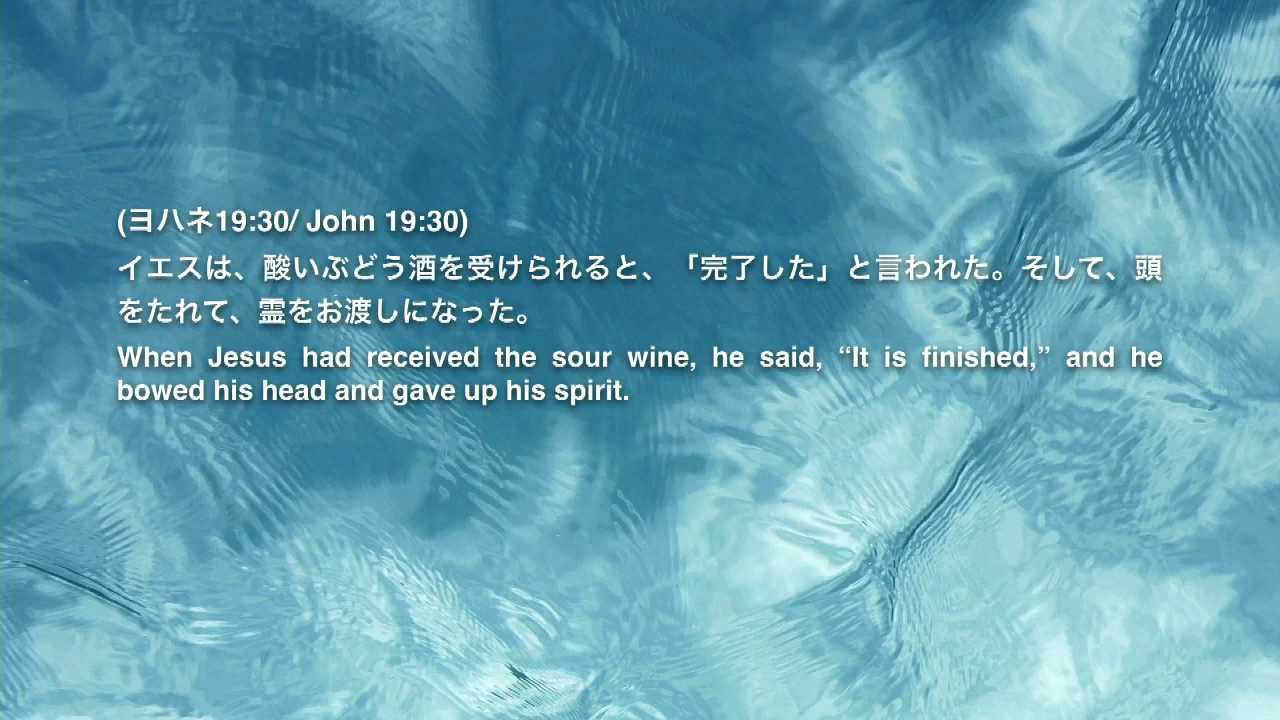 (ヨハネ19:30/ John 19:30)
イエスは、酸いぶどう酒を受けられると、「完了した」と言われた。そして、頭
をたれて、霊をお渡しになった。
When Jesus had received the sour wine, he said, “It is finished,” and he
bowed his head and gave up his spirit.